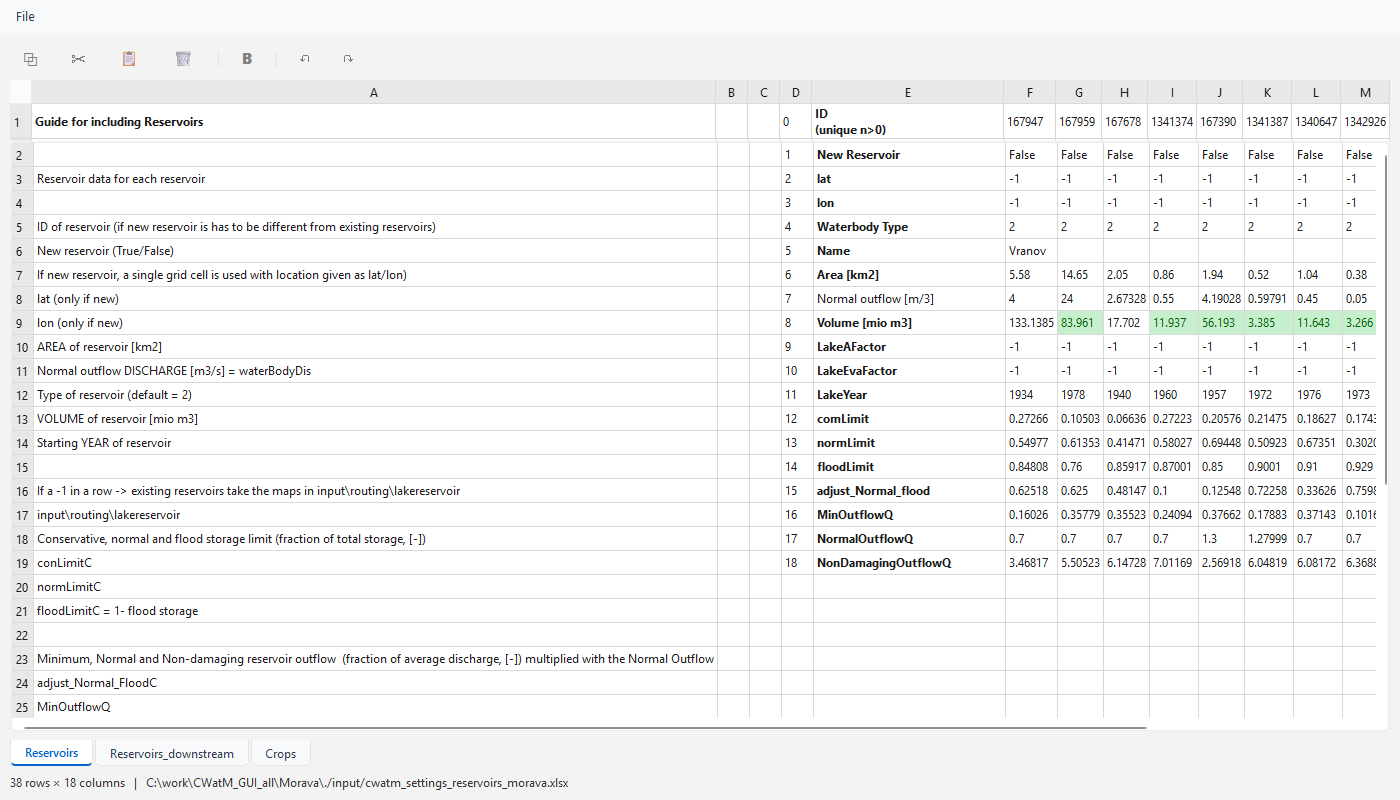 File
B
A B C D E F G H I J K L M
1 Guide for including Reservoirs 0 ID (unique n>0) 167947 167959 167678 1341374 167390 1341387 1340647 1342926
2 1 New Reservoir False False False False False False False False
3 Reservoir data for each reservoir 2 lat -1 -1 -1 -1 -1 -1 -1 -1
4 3 lon -1 -1 -1 -1 -1 -1 -1 -1
5 ID of reservoir (if new reservoir is has to be different from existing reservoirs) 4 Waterbody Type 2 2 2 2 2 2 2 2
6 New reservoir (True/False) 5 Name Vranov
7 If new reservoir, a single grid cell is used with location given as lat/lon) 6 Area [km2] 5.58 14.65 2.05 0.86 1.94 0.52 1.04 0.38
8 lat (only if new) 7 Normal outflow [m/3] 4 24 2.67328 0.55 4.19028 0.59791 0.45 0.05
9 lon (only if new) 8 Volume [mio m3] 133.1385 83.961 17.702 11.937 56.193 3.385 11.643 3.266
10 AREA of reservoir [km2] 9 LakeAFactor -1 -1 -1 -1 -1 -1 -1 -1
11 Normal outflow DISCHARGE [m3/s] = waterBodyDis 10 LakeEvaFactor -1 -1 -1 -1 -1 -1 -1 -1
12 Type of reservoir (default = 2) 11 LakeYear 1934 1978 1940 1960 1957 1972 1976 1973
13 VOLUME of reservoir [mio m3] 12 comLimit 0.27266 0.10503 0.06636 0.27223 0.20576 0.21475 0.18627 0.1743
14 Starting YEAR of reservoir 13 normLimit 0.54977 0.61353 0.41471 0.58027 0.69448 0.50923 0.67351 0.3020
15 14 floodLimit 0.84808 0.76 0.85917 0.87001 0.85 0.9001 0.91 0.929
16 If a -1 in a row -> existing reservoirs take the maps in input\routing\lakereservoir 15 adjust_Normal_flood 0.62518 0.625 0.48147 0.1 0.12548 0.72258 0.33626 0.7598
17 input\routing\lakereservoir 16 MinOutflowQ 0.16026 0.35779 0.35523 0.24094 0.37662 0.17883 0.37143 0.1016
18 Conservative, normal and flood storage limit (fraction of total storage, [-]) 17 NormalOutflowQ 0.7 0.7 0.7 0.7 1.3 1.27999 0.7 0.7
19 conLimitC 18 NonDamagingOutflowQ 3.46817 5.50523 6.14728 7.01169 2.56918 6.04819 6.08172 6.3688
20 normLimitC
21 floodLimitC = 1- flood storage
22
23 Minimum, Normal and Non-damaging reservoir outflow (fraction of average discharge, [-]) multiplied with the Normal Outflow
24 adjust_Normal_FloodC
25 MinOutflowQ
Reservoirs Reservoirs_downstream Crops
38 rows × 18 columns | C:\work\CWatM_GUI_all\Morava\./input/cwatm_settings_reservoirs_morava.xlsx